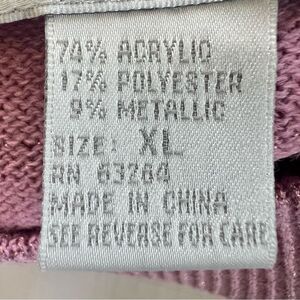 74% ACRYLIC
17% POLYESTER
9% METALLIC
SIZE: XL
RN 63264
MADE IN CHINA
SEE REVERSE FOR CARE